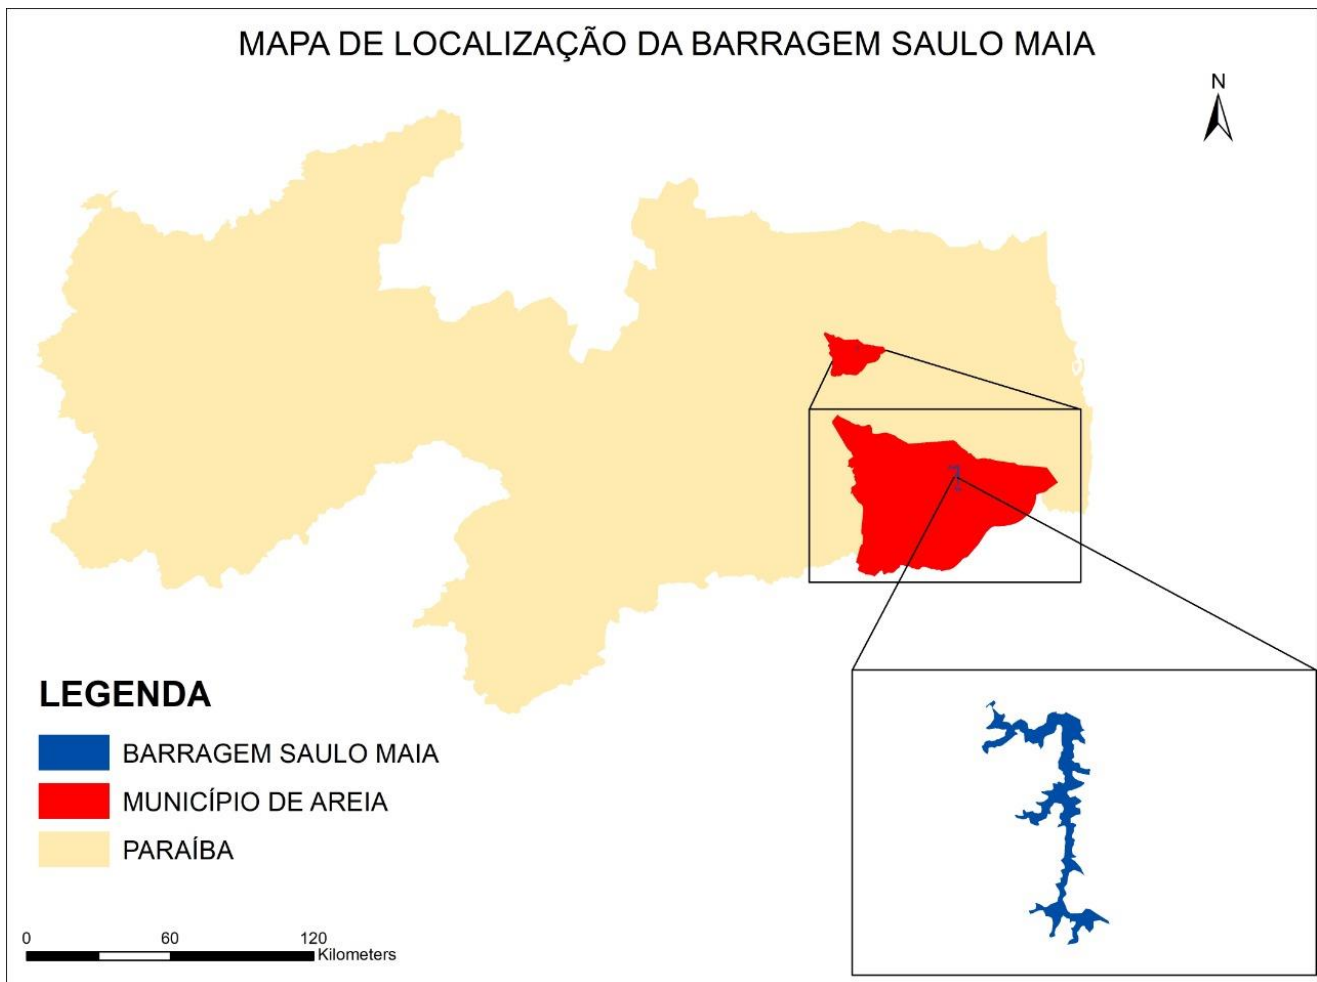 MAPA DE LOCALIZAÇÃO DA BARRAGEM SAULO MAIA
N
LEGENDA
BARRAGEM SAULO MAIA
MUNICÍPIO DE AREIA
PARAÍBA
0 60 120
Kilometers